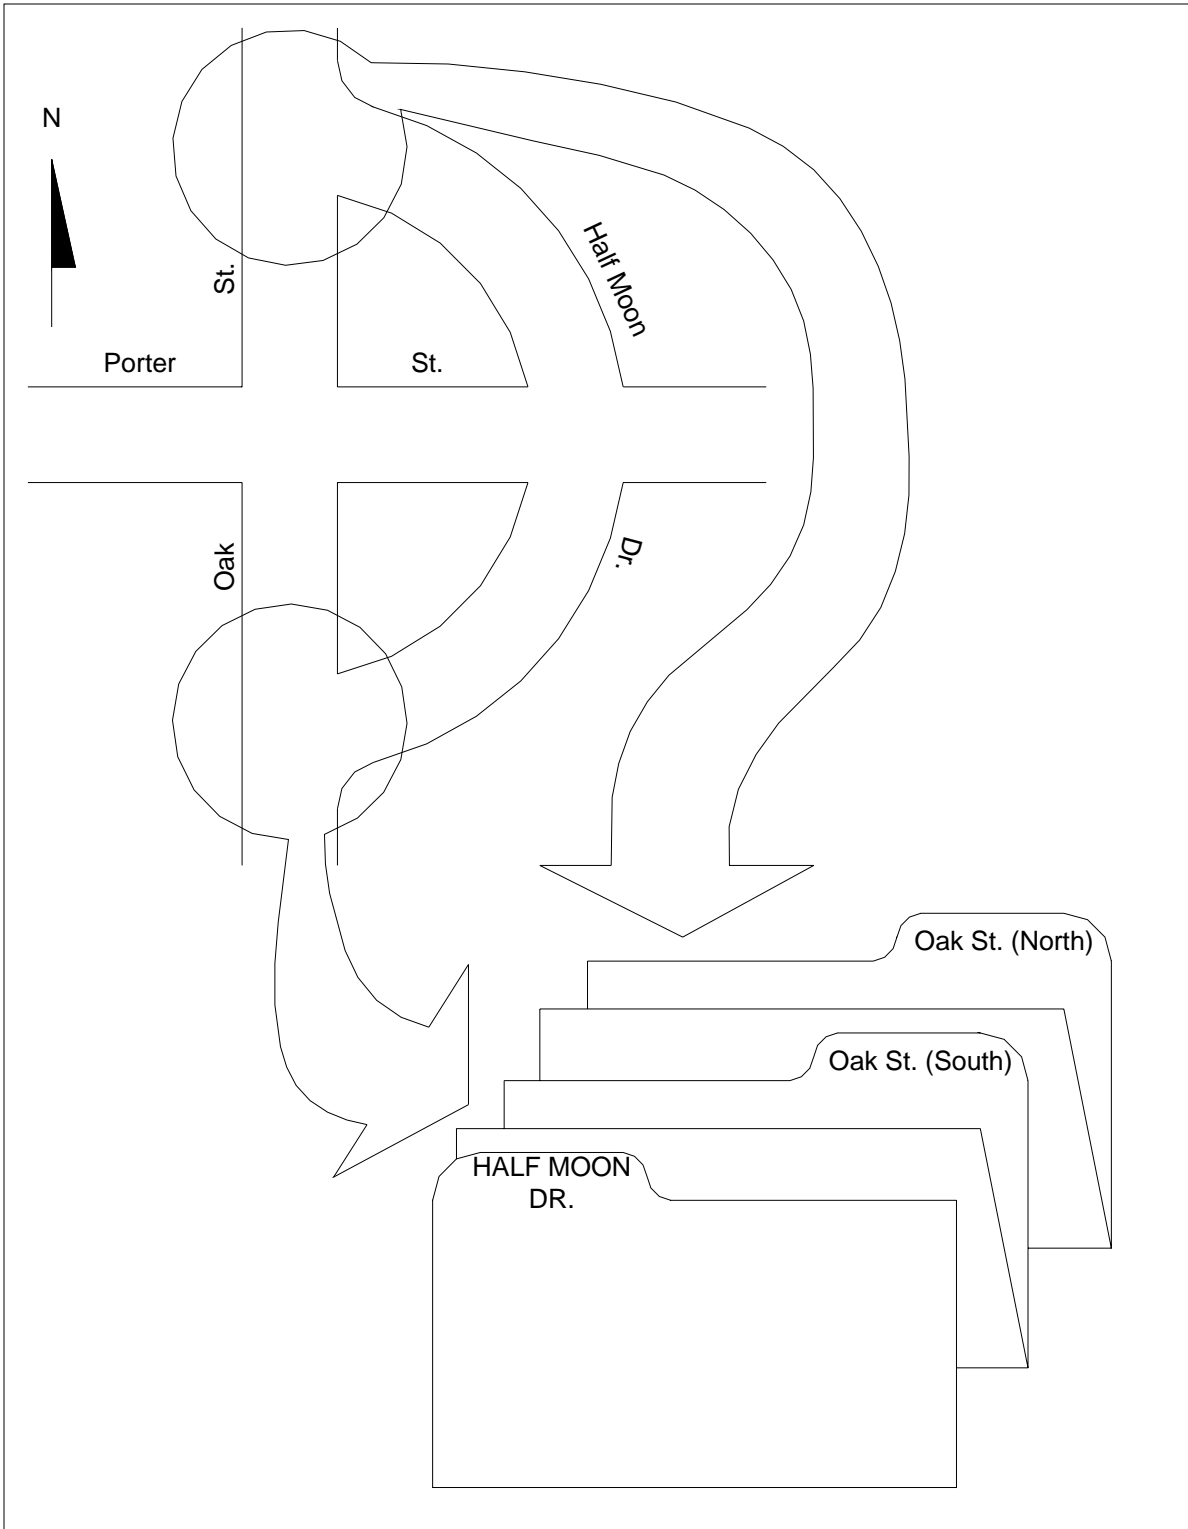 N
Half Moon
St.
Porter
St.
Oak
Dr.
Oak St. (North)
Oak St. (South)
HALF MOON
DR.